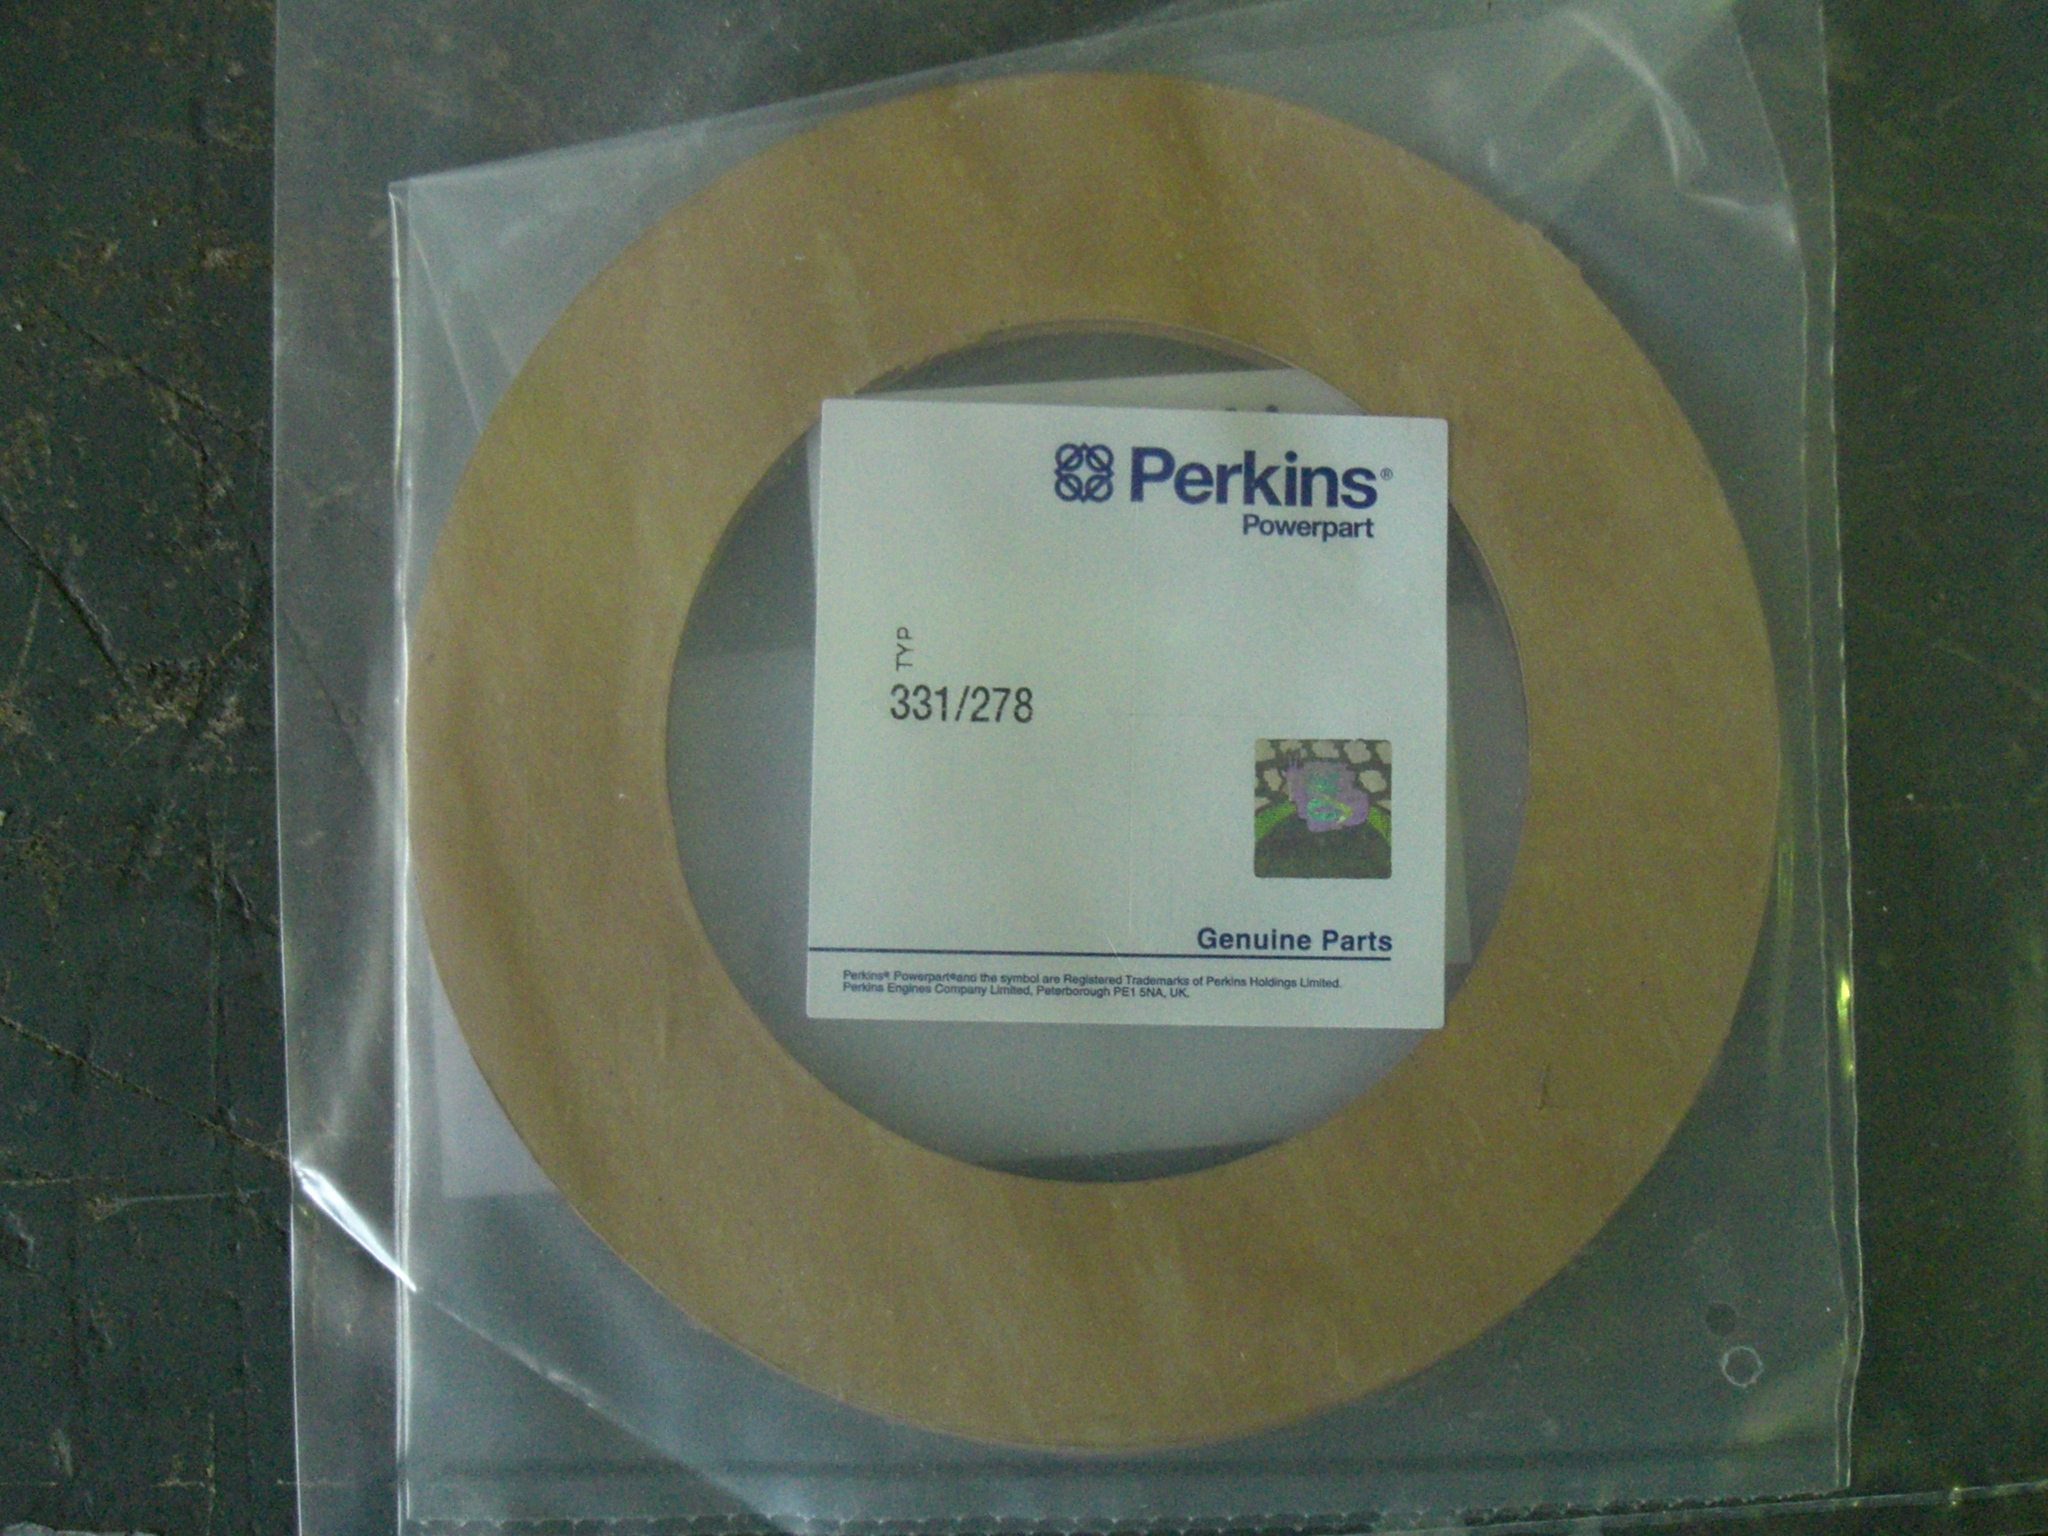 Perkins®
Powerpart
TYP
331/278
Genuine Parts
Perkins® Powerpart® and the symbol are Registered Trademarks of Perkins Holdings Limited.
Perkins Engines Company Limited, Peterborough PE1 5NA, UK.